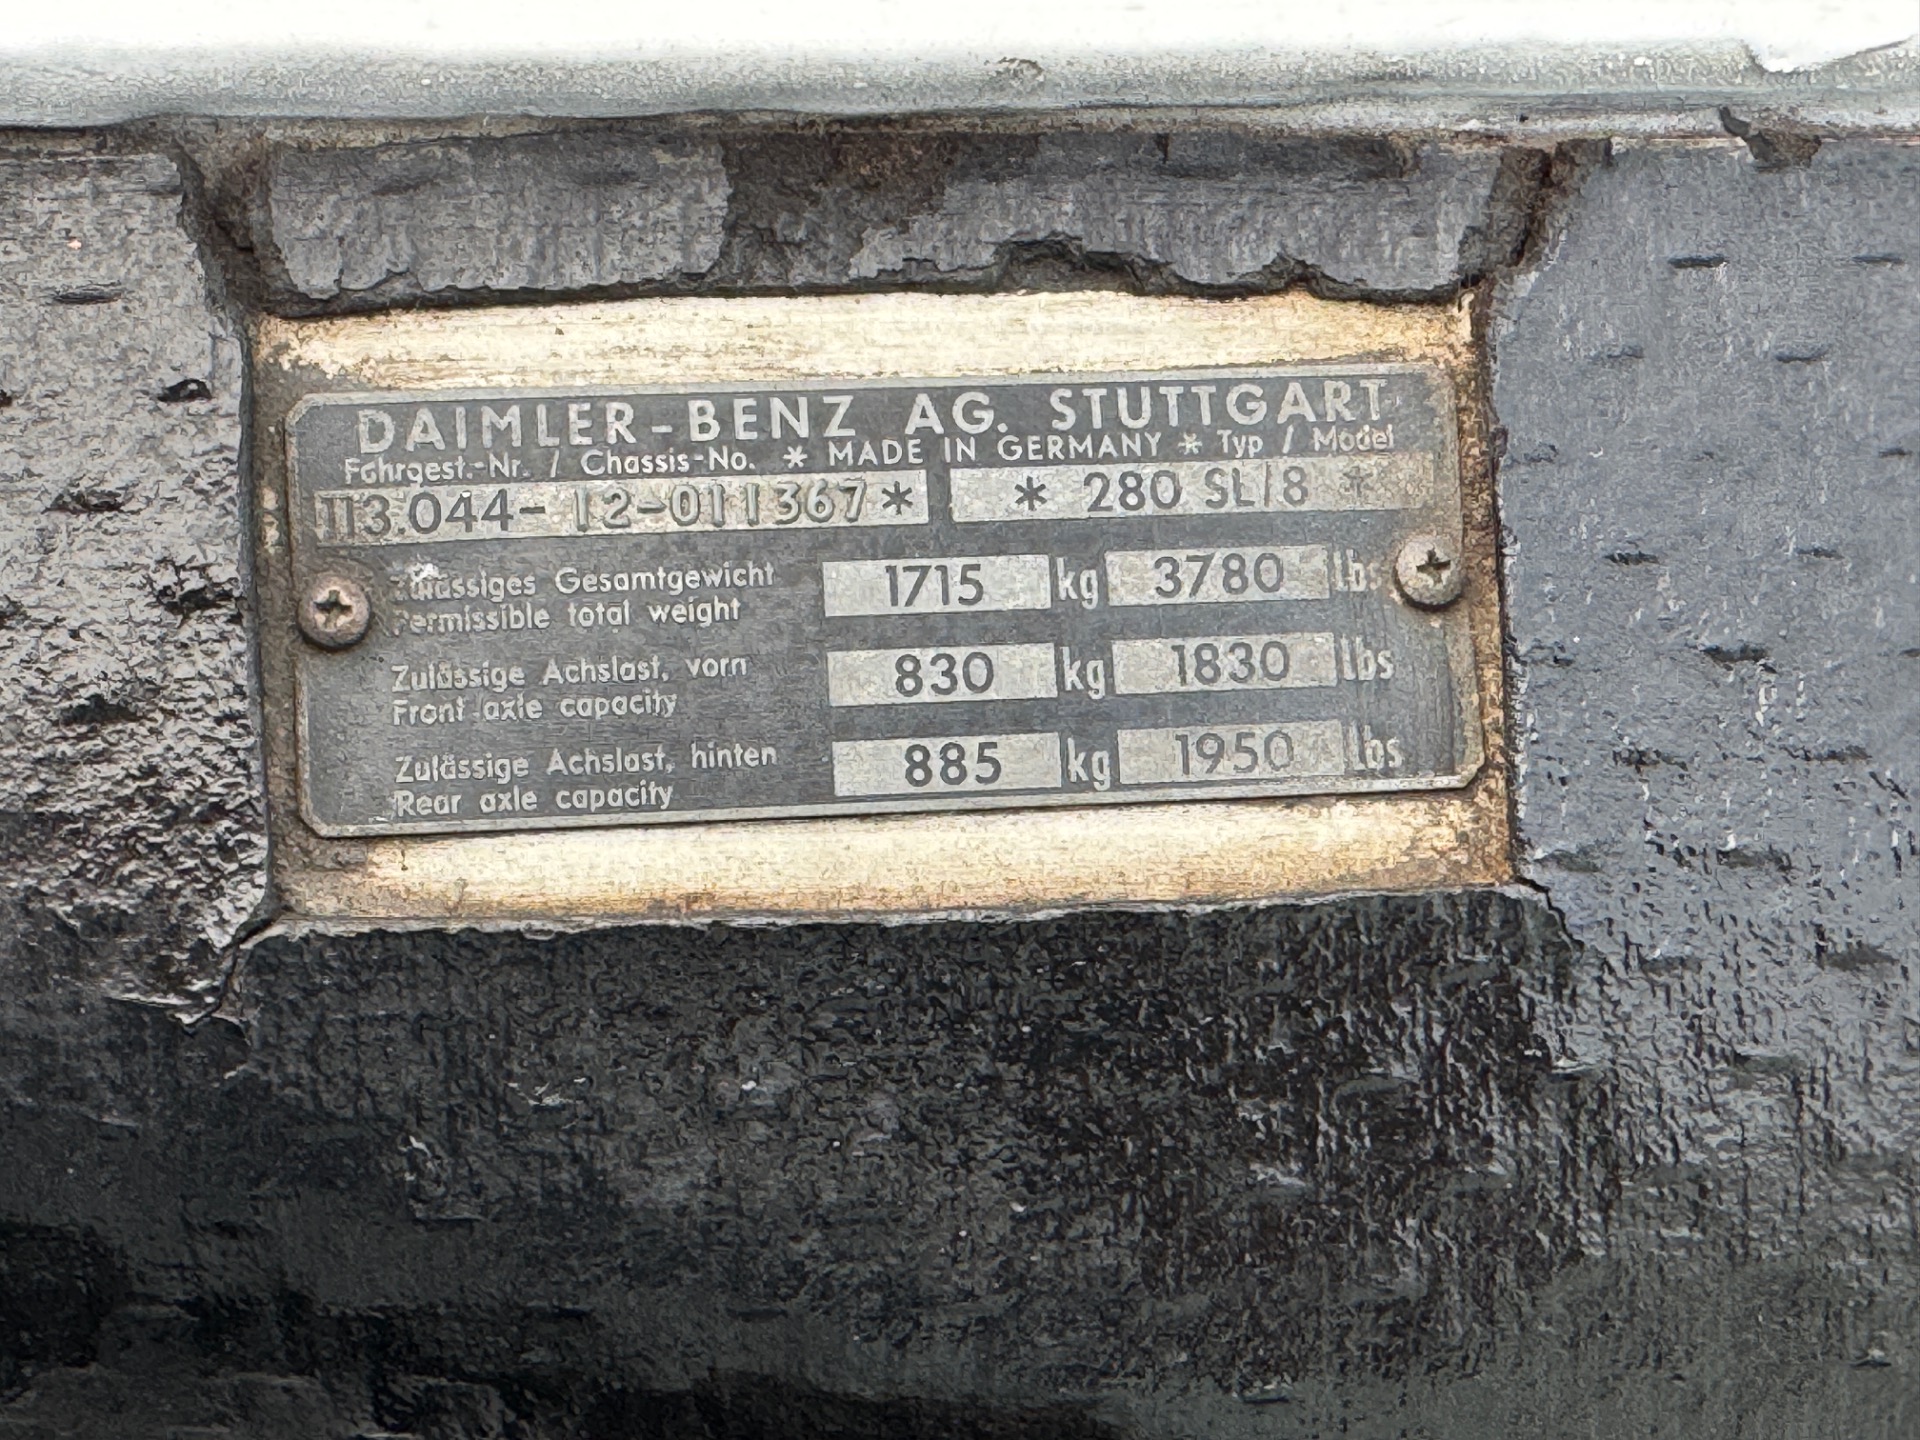 DAIMLER-BENZ AG. STUTTGART
Fahrgest.-Nr. / Chassis-No. * MADE IN GERMANY * Typ / Model
113.044-12-011367* * 280 SL/8 *
Zulässiges Gesamtgewicht 1715 kg 3780 lbs
Permissible total weight
Zulässige Achslast, vorn 830 kg 1830 lbs
Front axle capacity
Zulässige Achslast, hinten 885 kg 1950 lbs
Rear axle capacity